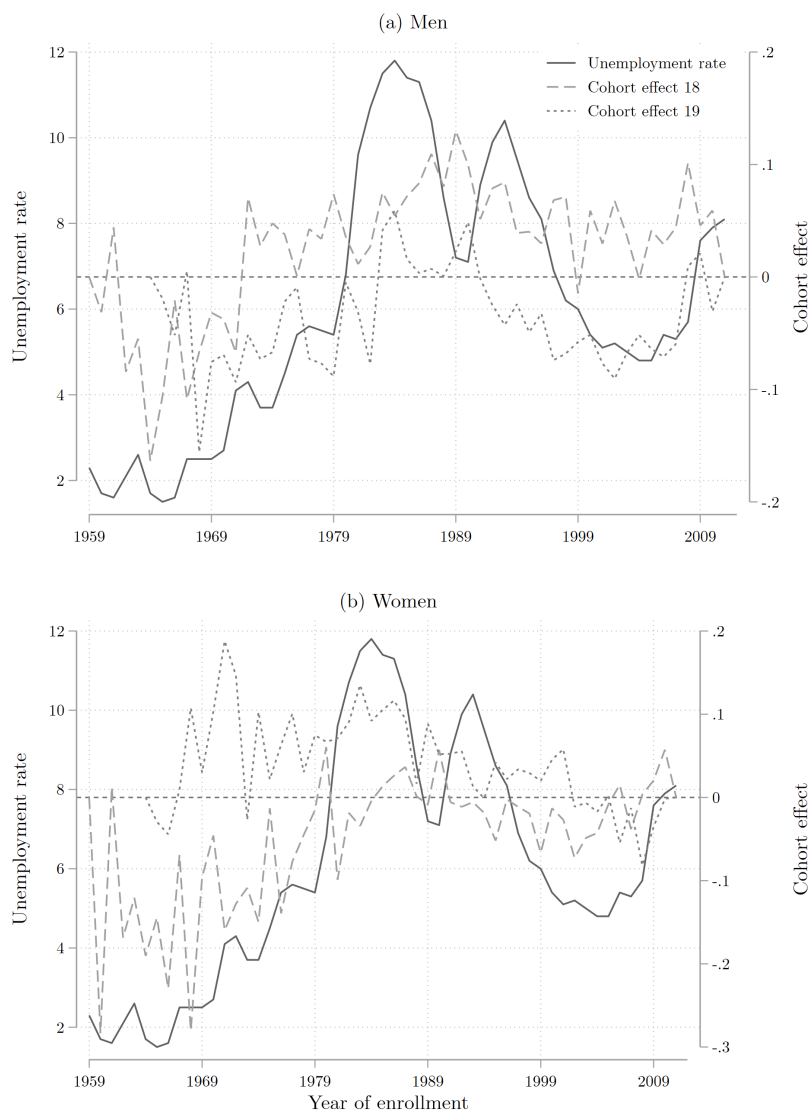 (a) Men
Unemployment rate
Cohort effect 18
Cohort effect 19
12
10
8
6
4
2
Unemployment rate
.2
.1
0
-.1
-.2
Cohort effect
1959 1969 1979 1989 1999 2009
(b) Women
12
10
8
6
4
2
Unemployment rate
.2
.1
0
-.1
-.2
-.3
Cohort effect
1959 1969 1979 1989 1999 2009
Year of enrollment